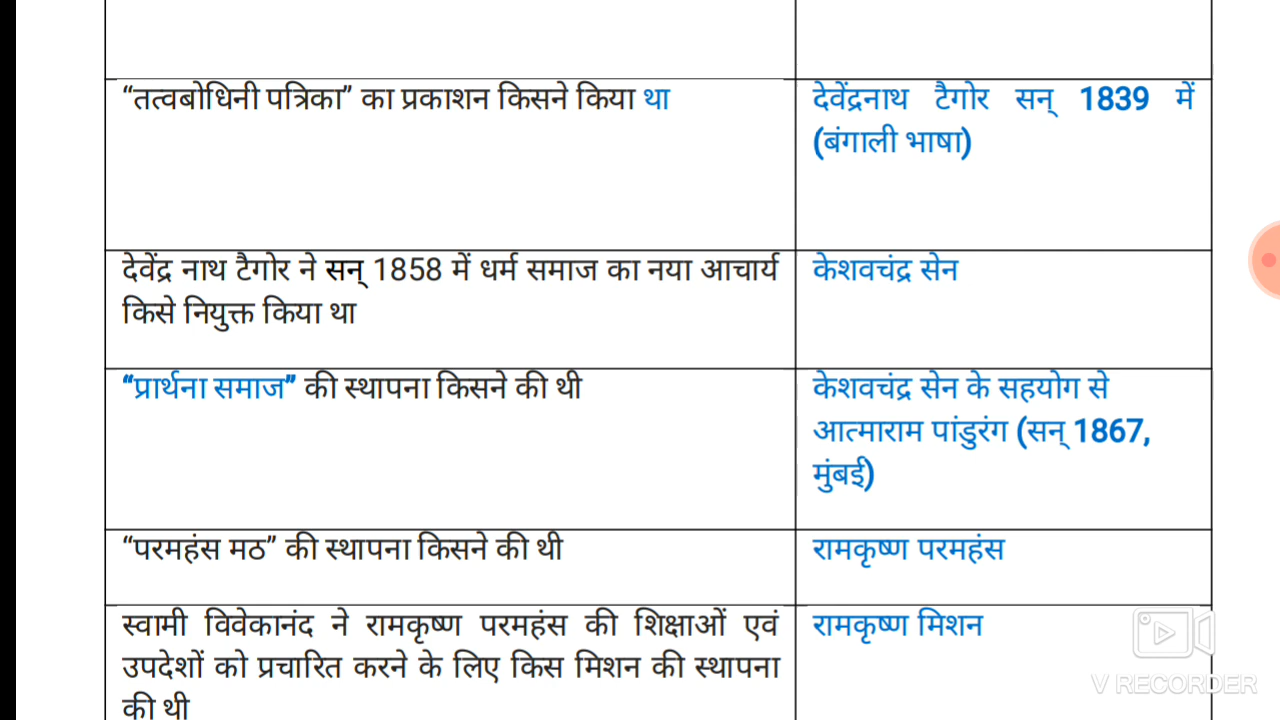 “तत्वबोधिनी पत्रिका” का प्रकाशन किसने किया था
देवेंद्रनाथ टैगोर सन् 1839 में
(बंगाली भाषा)
देवेंद्र नाथ टैगोर ने सन् 1858 में धर्म समाज का नया आचार्य
किसे नियुक्त किया था
केशवचंद्र सेन
“प्रार्थना समाज” की स्थापना किसने की थी
केशवचंद्र सेन के सहयोग से
आत्माराम पांडुरंग (सन् 1867,
मुंबई)
“परमहंस मठ” की स्थापना किसने की थी
रामकृष्ण परमहंस
स्वामी विवेकानंद ने रामकृष्ण परमहंस की शिक्षाओं एवं
उपदेशों को प्रचारित करने के लिए किस मिशन की स्थापना
की थी
रामकृष्ण मिशन
V RECORDER